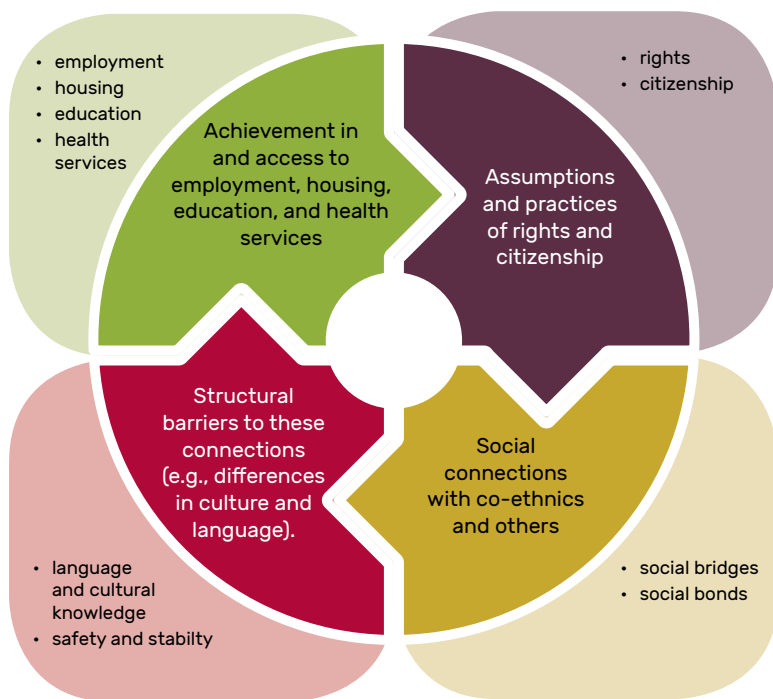 • employment
• housing
• education
• health
services
Achievement in
and access to
employment, housing,
education, and health
services
• rights
• citizenship
Assumptions
and practices
of rights and
citizenship
Structural
barriers to these
connections
(e.g., differences
in culture and
language).
• language
and cultural
knowledge
• safety and stabilty
Social
connections
with co-ethnics
and others
• social bridges
• social bonds